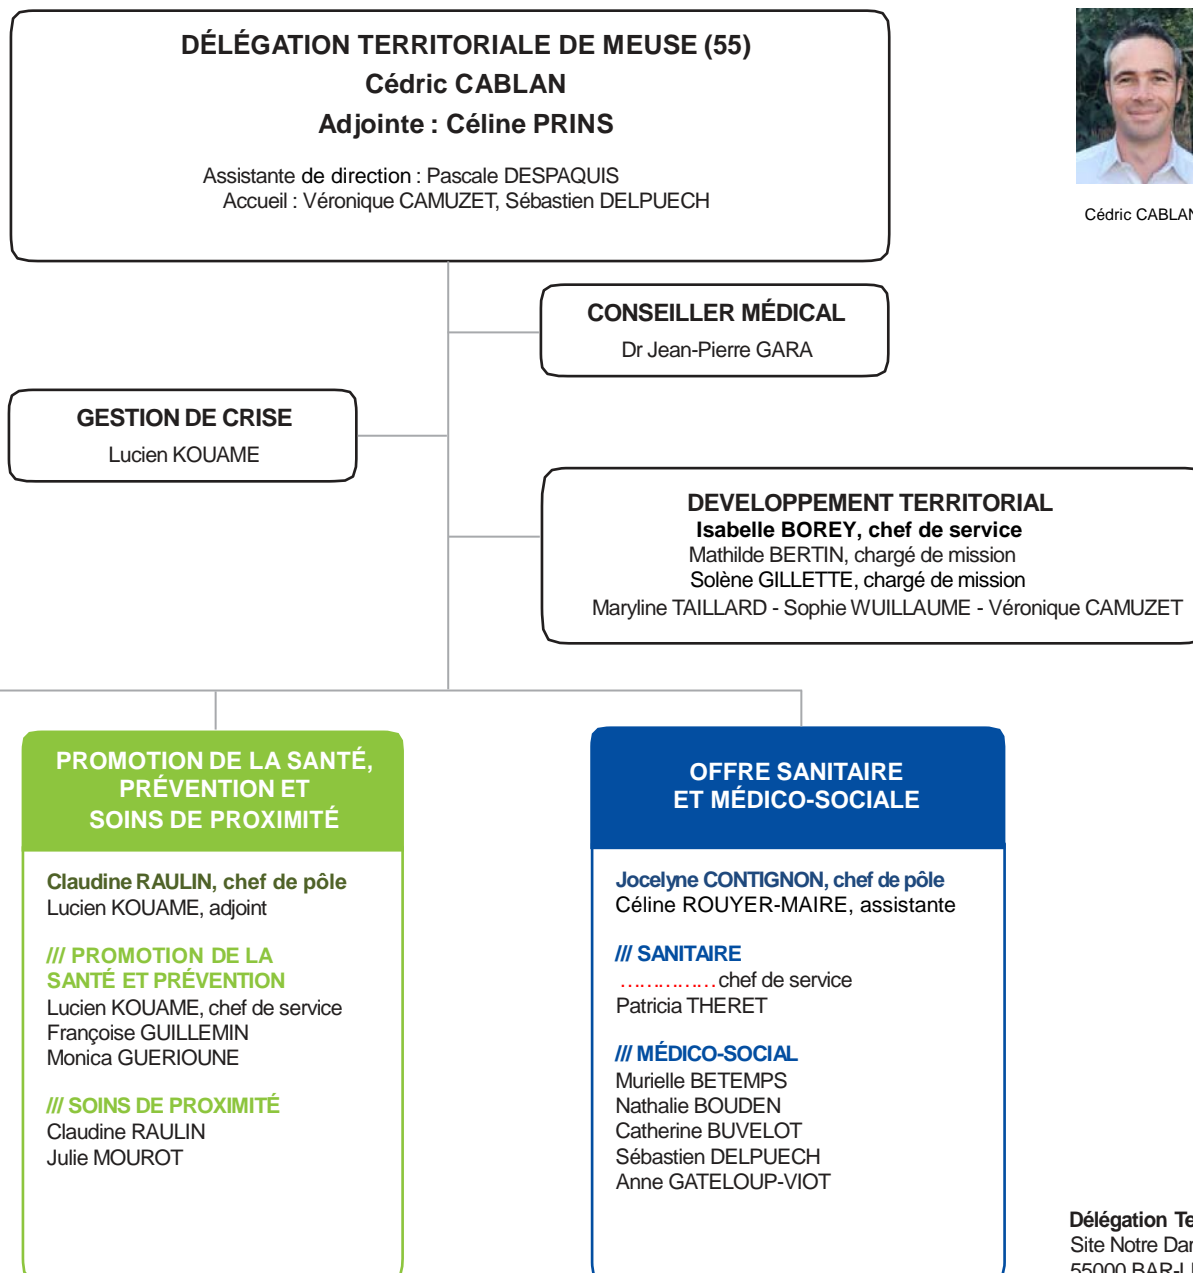 DÉLÉGATION TERRITORIALE DE MEUSE (55)
Cédric CABLAN
Adjointe : Céline PRINS
Assistante de direction : Pascale DESPAQUIS
Accueil : Véronique CAMUZET, Sébastien DELPUECH
Cédric CABLAN
CONSEILLER MÉDICAL
Dr Jean-Pierre GARA
GESTION DE CRISE
Lucien KOUAME
DEVELOPPEMENT TERRITORIAL
Isabelle BOREY, chef de service
Mathilde BERTIN, chargé de mission
Solène GILLETTE, chargé de mission
Maryline TAILLARD - Sophie WUILLAUME - Véronique CAMUZET
PROMOTION DE LA SANTÉ,
PRÉVENTION ET
SOINS DE PROXIMITÉ
Claudine RAULIN, chef de pôle
Lucien KOUAME, adjoint
/// PROMOTION DE LA
SANTÉ ET PRÉVENTION
Lucien KOUAME, chef de service
Françoise GUILLEMIN
Monica GUERIOUNE
/// SOINS DE PROXIMITÉ
Claudine RAULIN
Julie MOUROT
OFFRE SANITAIRE
ET MÉDICO-SOCIALE
Jocelyne CONTIGNON, chef de pôle
Céline ROUYER-MAIRE, assistante
/// SANITAIRE
……………chef de service
Patricia THERET
/// MÉDICO-SOCIAL
Murielle BETEMPS
Nathalie BOUDEN
Catherine BUVELOT
Sébastien DELPUECH
Anne GATELOUP-VIOT
Délégation Te
Site Notre Dar
55000 BAR-L